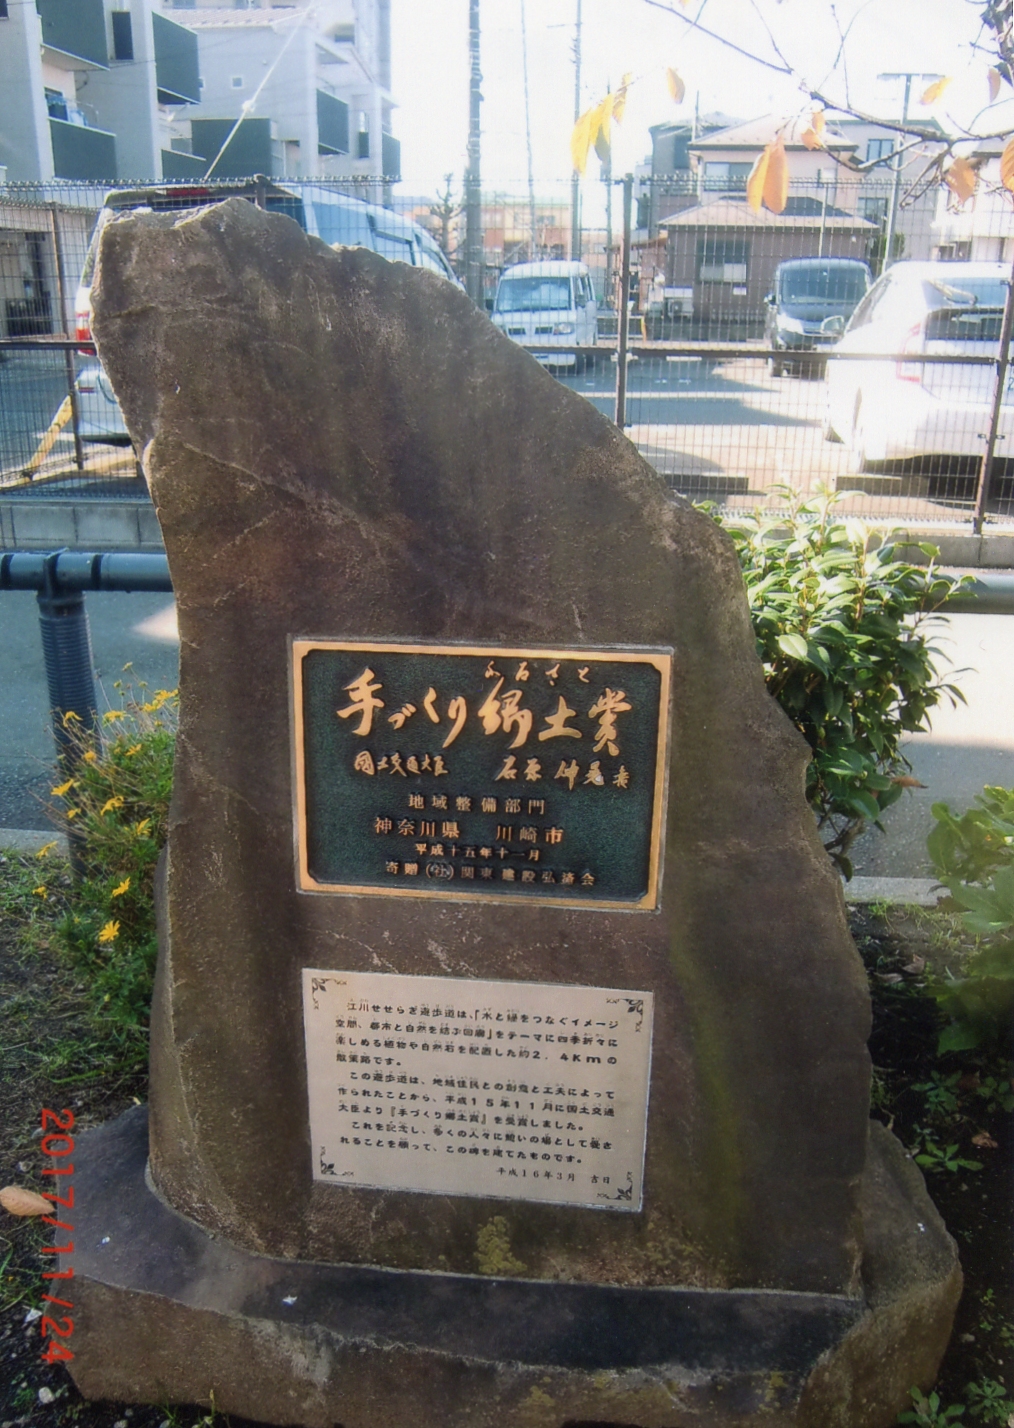 ふるさと
手づくり郷土賞
国土交通大臣 石原伸晃書
地域整備部門
神奈川県 川崎市
平成十五年十一月
寄贈 (社)関東建設弘済会
江川せせらぎ遊歩道は、「水と緑をつなぐイメージ
空間、都市と自然を結ぶ回廊」をテーマに四季折々に
楽しめる植物や自然石を配置した約2.4Kmの
散策路です。
この遊歩道は、地域住民との創意と工夫によって
作られたことから、平成15年11月に国土交通
大臣より『手づくり郷土賞』を受賞しました。
これを記念し、多くの人々に憩いの場として愛さ
れることを願って、この碑を建てたものです。
平成16年3月 吉日
2017/11/24